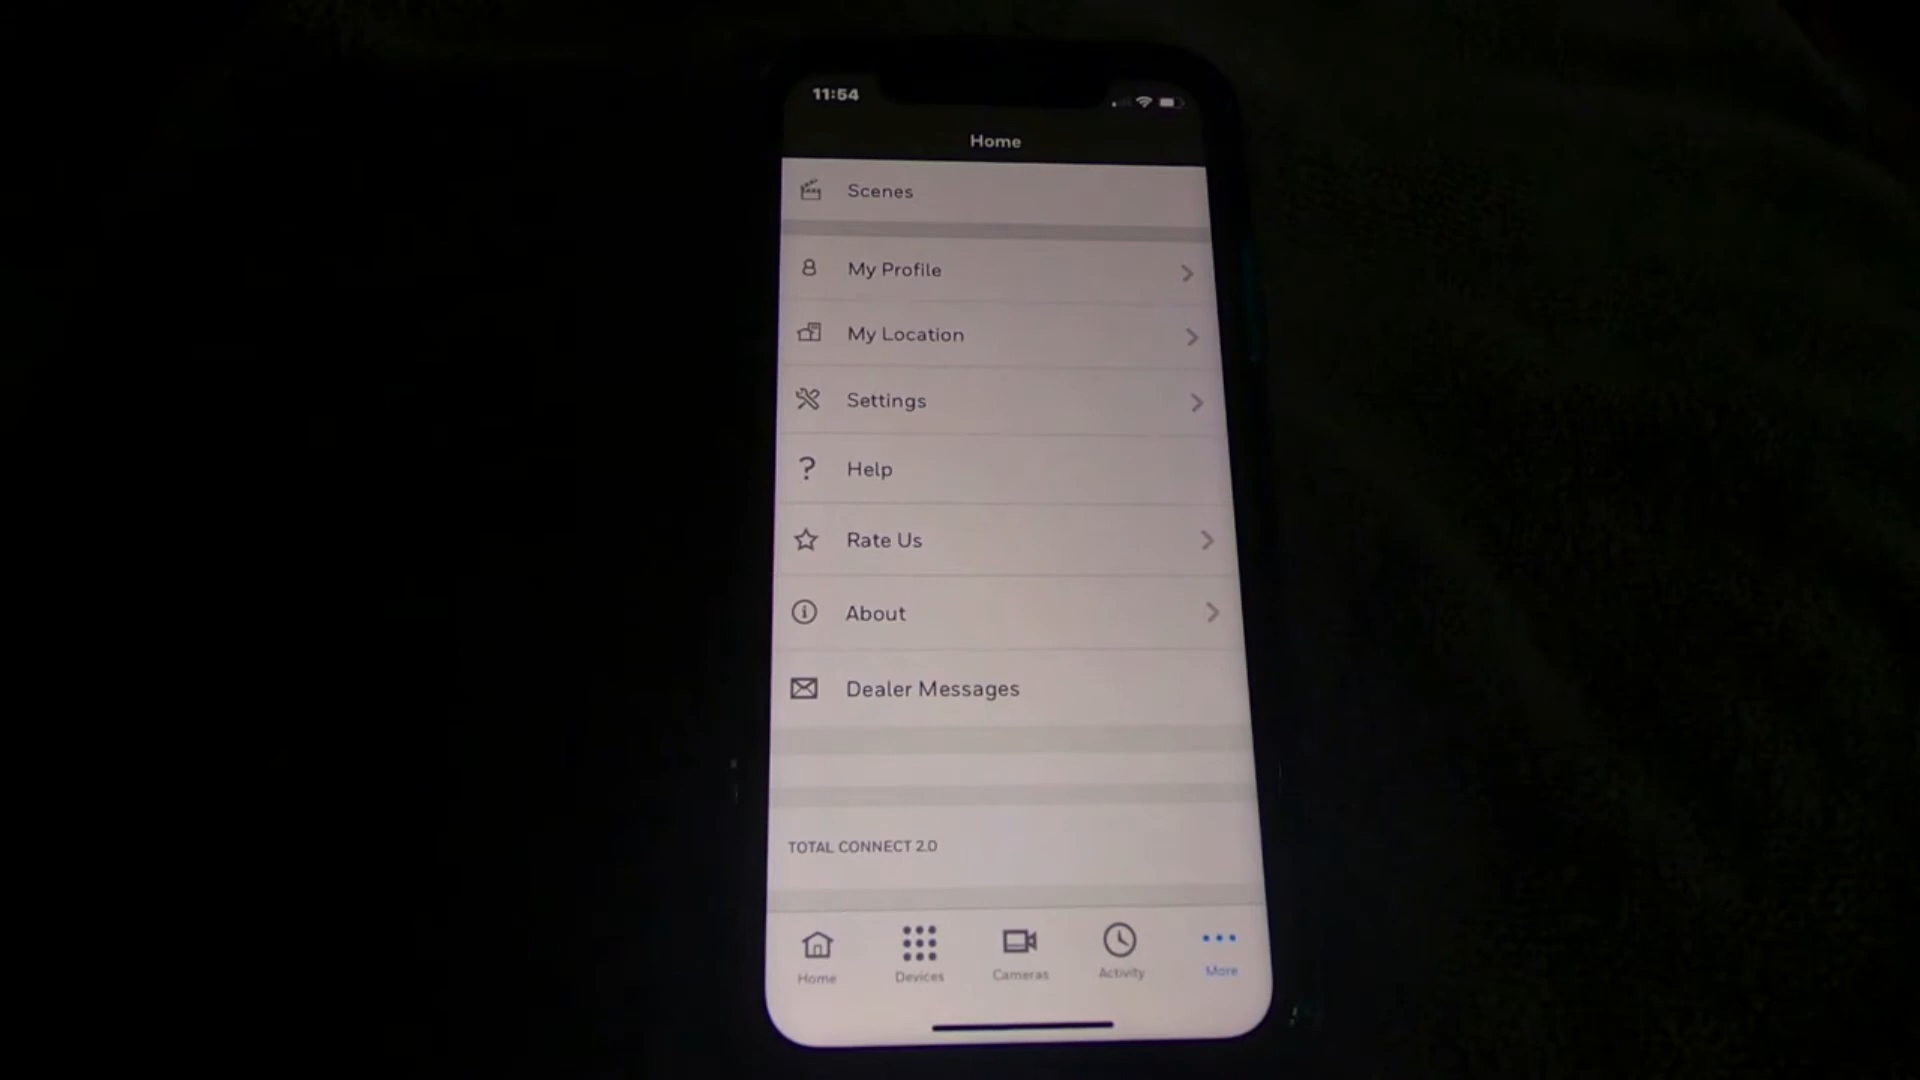 11:54
Home
Scenes
My Profile
My Location
Settings
Help
Rate Us
About
Dealer Messages
TOTAL CONNECT 2.0
Home
Devices
Cameras
Activity
More